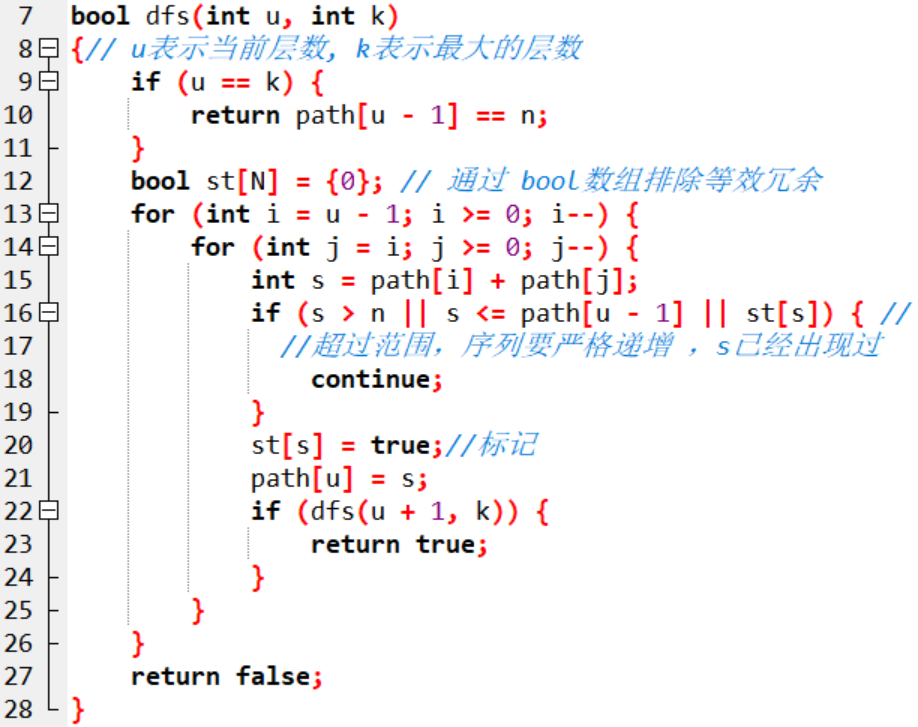 7 bool dfs(int u, int k)
8 {// u表示当前层数, k表示最大的层数
9     if (u == k) {
10         return path[u - 1] == n;
11     }
12     bool st[N] = {0}; // 通过 bool数组排除等效冗余
13     for (int i = u - 1; i >= 0; i--) {
14         for (int j = i; j >= 0; j--) {
15             int s = path[i] + path[j];
16             if (s > n || s <= path[u - 1] || st[s]) { //
17               //超过范围，序列要严格递增 ，s已经出现过
18                 continue;
19             }
20             st[s] = true;//标记
21             path[u] = s;
22             if (dfs(u + 1, k)) {
23                 return true;
24             }
25         }
26     }
27     return false;
28 }